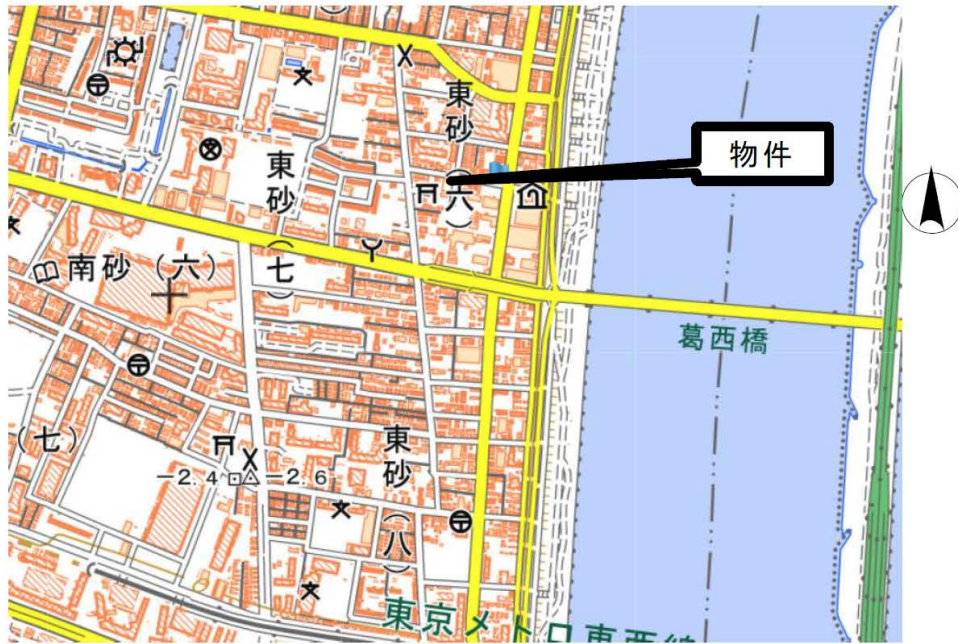 東砂
(六)
物件
東砂
(七)
南砂(六)
葛西橋
(七)
-2.4
-2.6
東砂
(八)
東京メトロ東西線